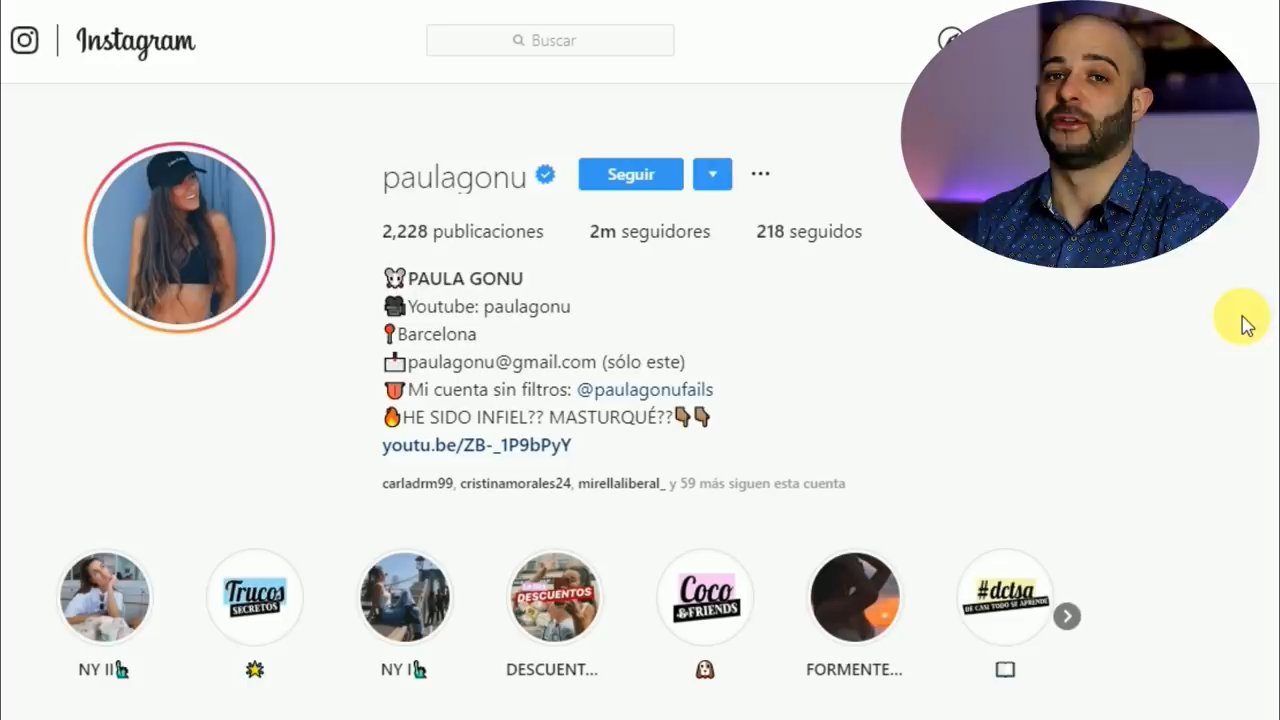 Instagram
Buscar
paulagonu
Seguir
2,228 publicaciones 2m seguidores 218 seguidos
PAULA GONU
Youtube: paulagonu
Barcelona
paulagonu@gmail.com (sólo este)
Mi cuenta sin filtros: @paulagonufails
HE SIDO INFIEL?? MASTURQUÉ??
youtu.be/ZB-_1P9bPyY
carladrm99, cristinamorales24, mirellaliberal_ y 59 más siguen esta cuenta
Trucos
SECRETOS
DESCUENTOS
Coco
&FRIENDS
#dctsa
DE CASI TODO SE APRENDE
NY II
NY I
DESCUENT...
FORMENTE...